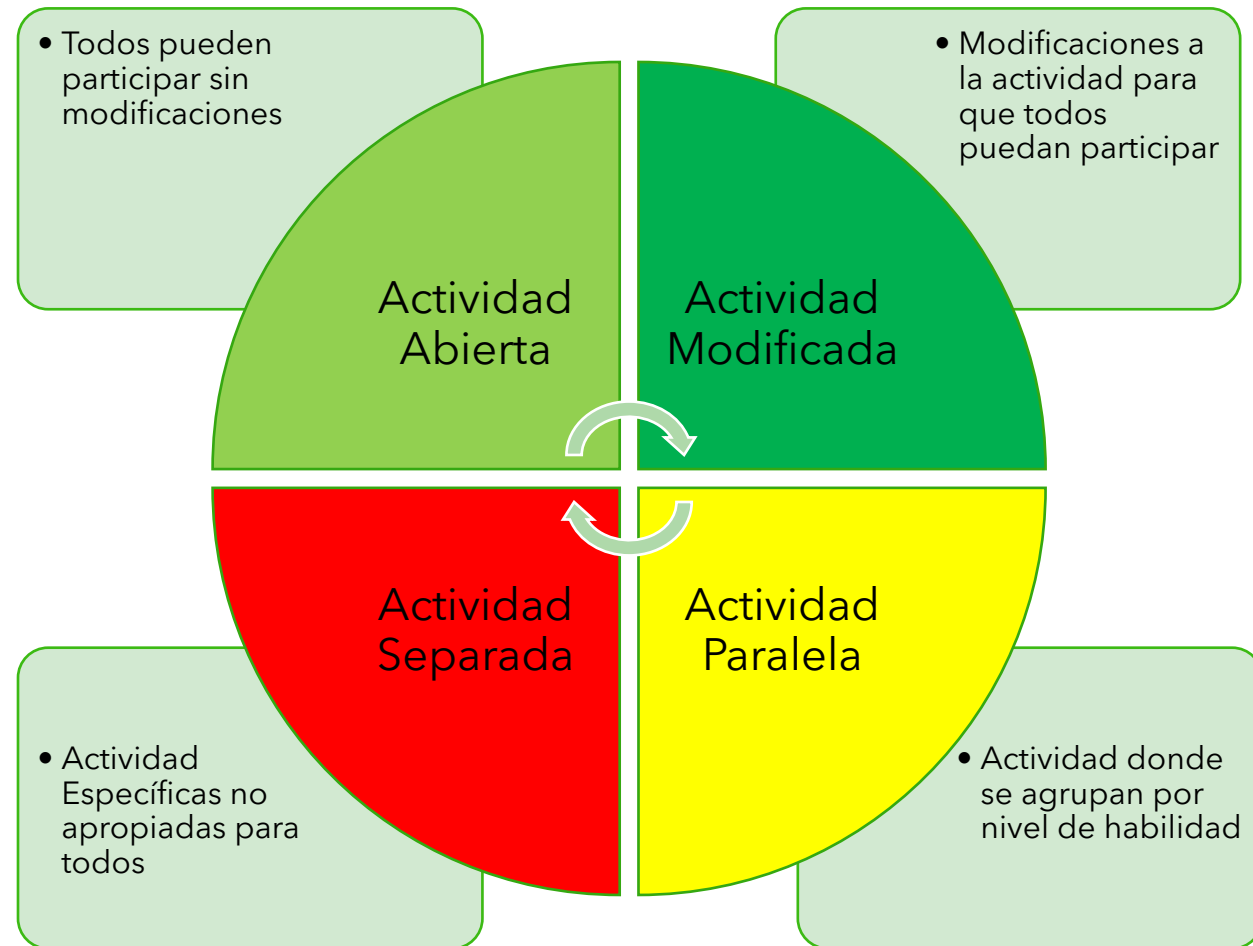 • Todos pueden
participar sin
modificaciones
• Modificaciones a
la actividad para
que todos
puedan participar
Actividad
Abierta
Actividad
Modificada
Actividad
Separada
Actividad
Paralela
• Actividad
Específicas no
apropiadas para
todos
• Actividad donde
se agrupan por
nivel de habilidad